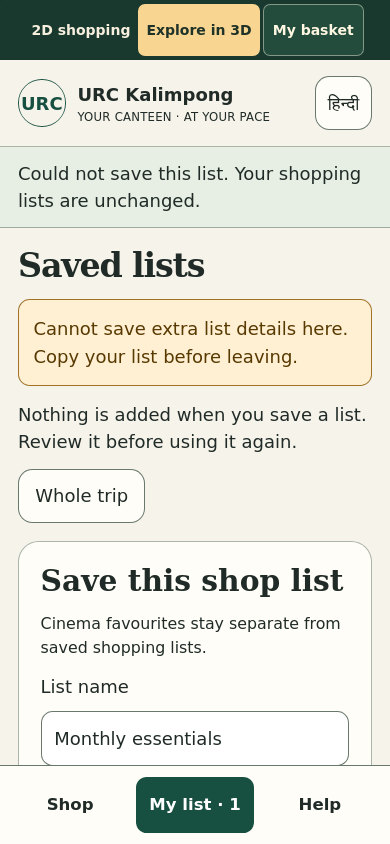 2D shopping
Explore in 3D
My basket
URC
URC Kalimpong
YOUR CANTEEN · AT YOUR PACE
हिन्दी
Could not save this list. Your shopping
lists are unchanged.
Saved lists
Cannot save extra list details here.
Copy your list before leaving.
Nothing is added when you save a list.
Review it before using it again.
Whole trip
Save this shop list
Cinema favourites stay separate from
saved shopping lists.
List name
Monthly essentials
Shop
My list · 1
Help